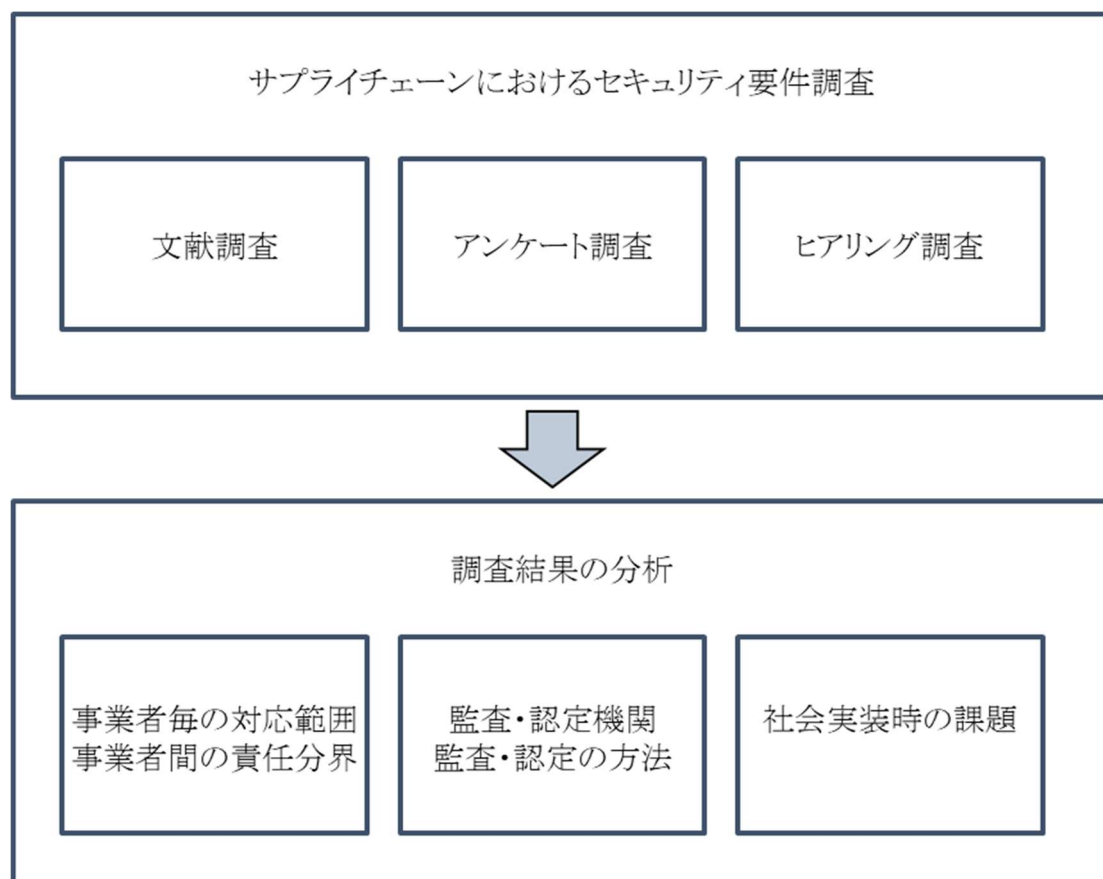 サプライチェーンにおけるセキュリティ要件調査
文献調査
アンケート調査
ヒアリング調査
調査結果の分析
事業者毎の対応範囲
事業者間の責任分界
監査・認定機関
監査・認定の方法
社会実装時の課題